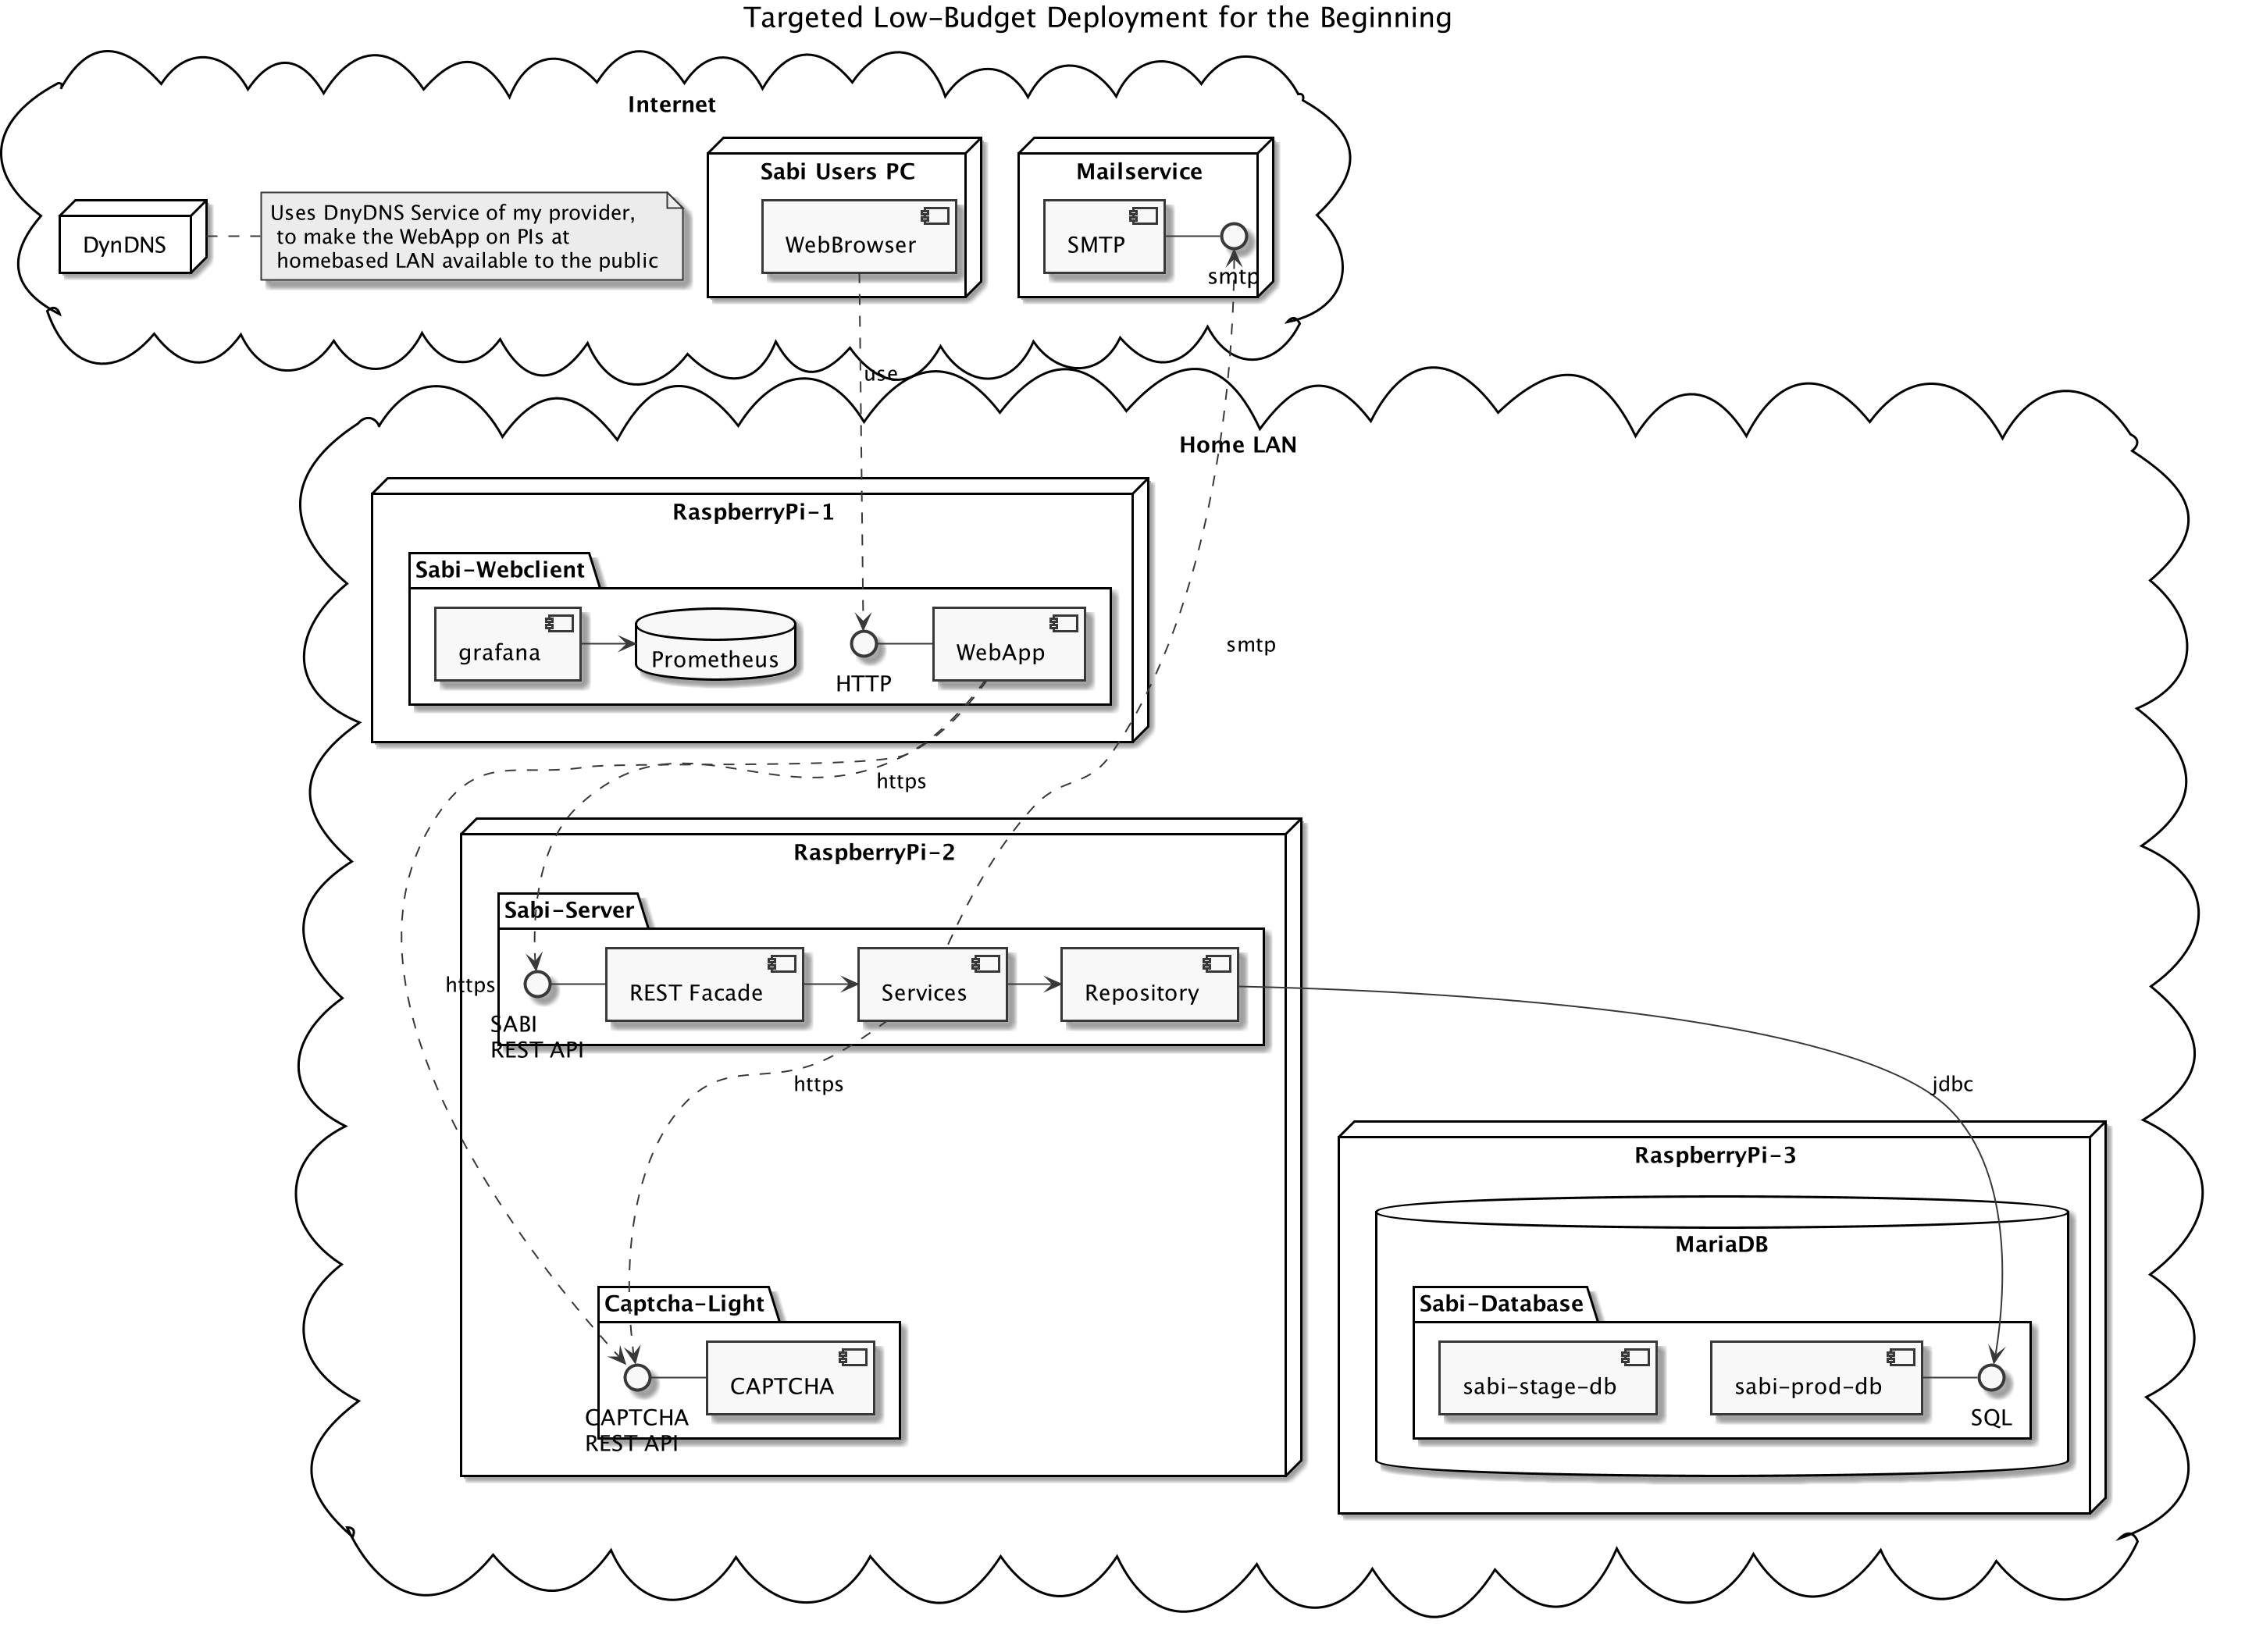 Targeted Low-Budget Deployment for the Beginning
Internet
Sabi Users PC
Mailservice
DynDNS
Uses DnyDNS Service of my provider,
to make the WebApp on PIs at
homebased LAN available to the public
WebBrowser
SMTP
smtp
use
Home LAN
RaspberryPi-1
Sabi-Webclient
grafana
Prometheus
HTTP
WebApp
smtp
https
RaspberryPi-2
Sabi-Server
https
SABI
REST API
REST Facade
Services
Repository
https
jdbc
RaspberryPi-3
MariaDB
Captcha-Light
Sabi-Database
CAPTCHA
REST API
CAPTCHA
sabi-stage-db
sabi-prod-db
SQL